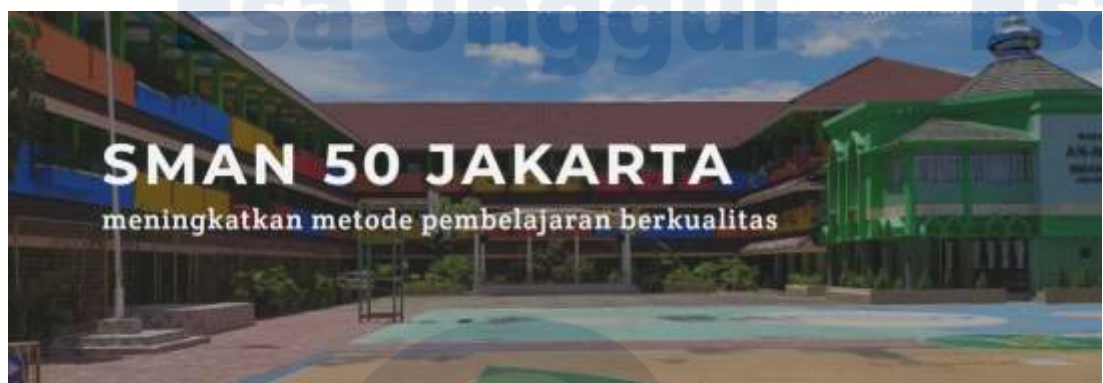 Esa Unggul
SMAN 50 JAKARTA
meningkatkan metode pembelajaran berkualitas